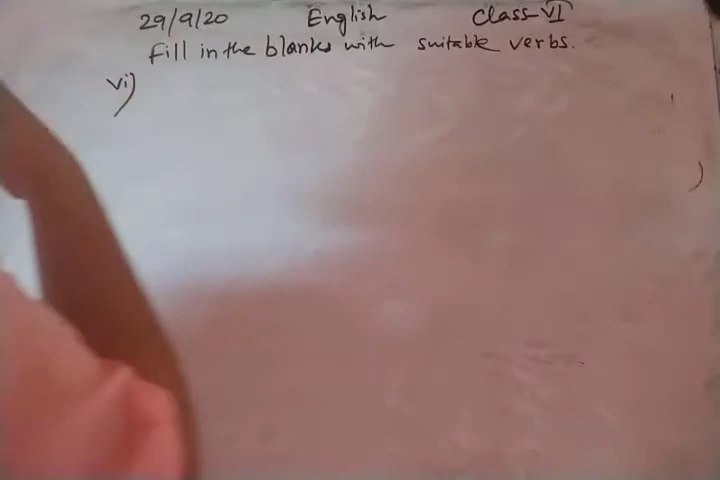 29/9/20 English Class-VI
Fill in the blanks with suitable verbs.
vi)